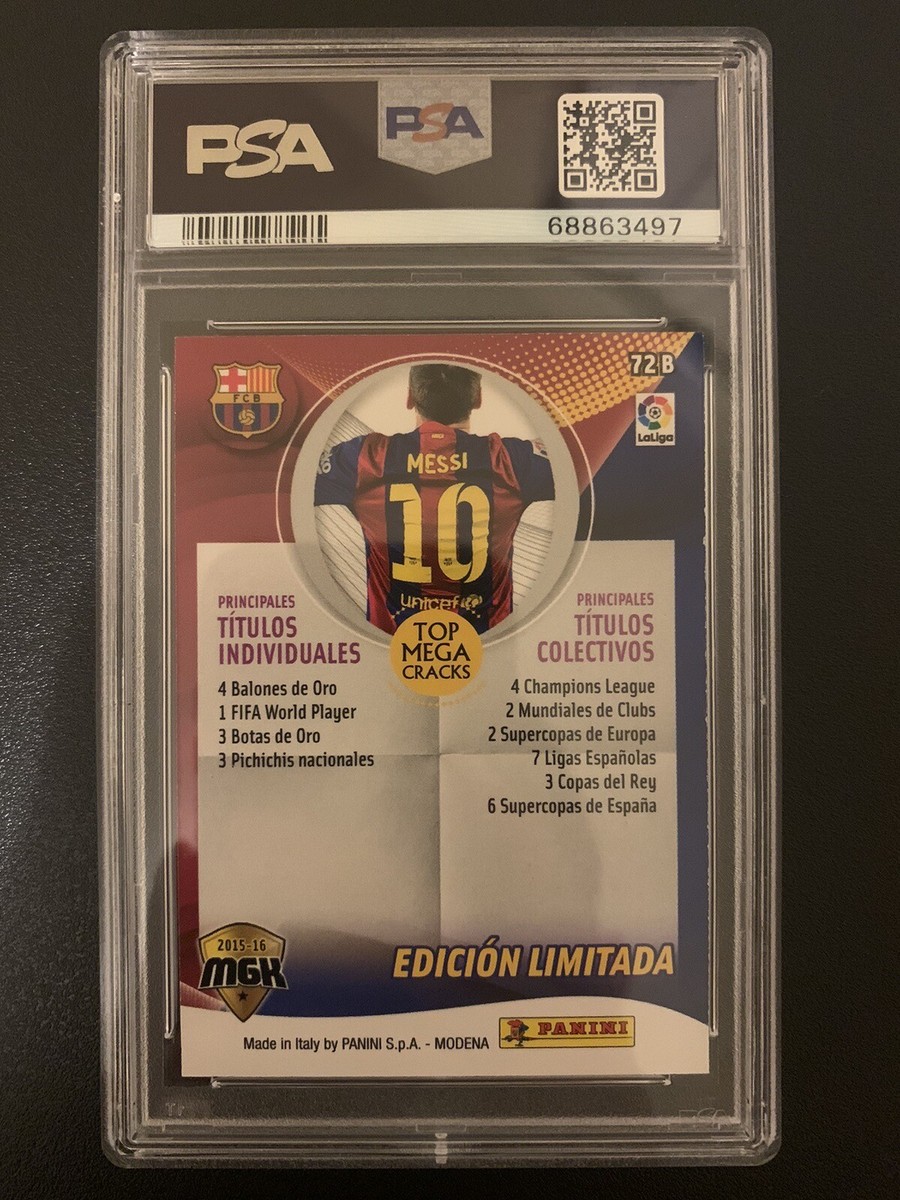 PSA
PSA
68863497
FCB
72 B
LaLiga
MESSI
10
unicef
TOP
MEGA
CRACKS
PRINCIPALES
TÍTULOS
INDIVIDUALES
4 Balones de Oro
1 FIFA World Player
3 Botas de Oro
3 Pichichis nacionales
PRINCIPALES
TÍTULOS
COLECTIVOS
4 Champions League
2 Mundiales de Clubs
2 Supercopas de Europa
7 Ligas Españolas
3 Copas del Rey
6 Supercopas de España
2015-16
MGK
EDICIÓN LIMITADA
Made in Italy by PANINI S.p.A. - MODENA
PANINI